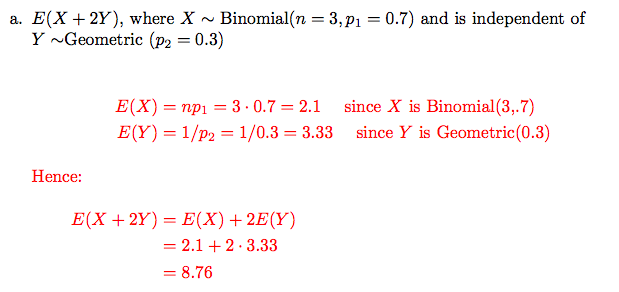 a. E(X + 2Y), where X ∼ Binomial(n = 3, p₁ = 0.7) and is independent of
Y ∼Geometric (p₂ = 0.3)
E(X) = np₁ = 3 · 0.7 = 2.1 since X is Binomial(3,.7)
E(Y) = 1/p₂ = 1/0.3 = 3.33 since Y is Geometric(0.3)
Hence:
E(X + 2Y) = E(X) + 2E(Y)
= 2.1 + 2 · 3.33
= 8.76